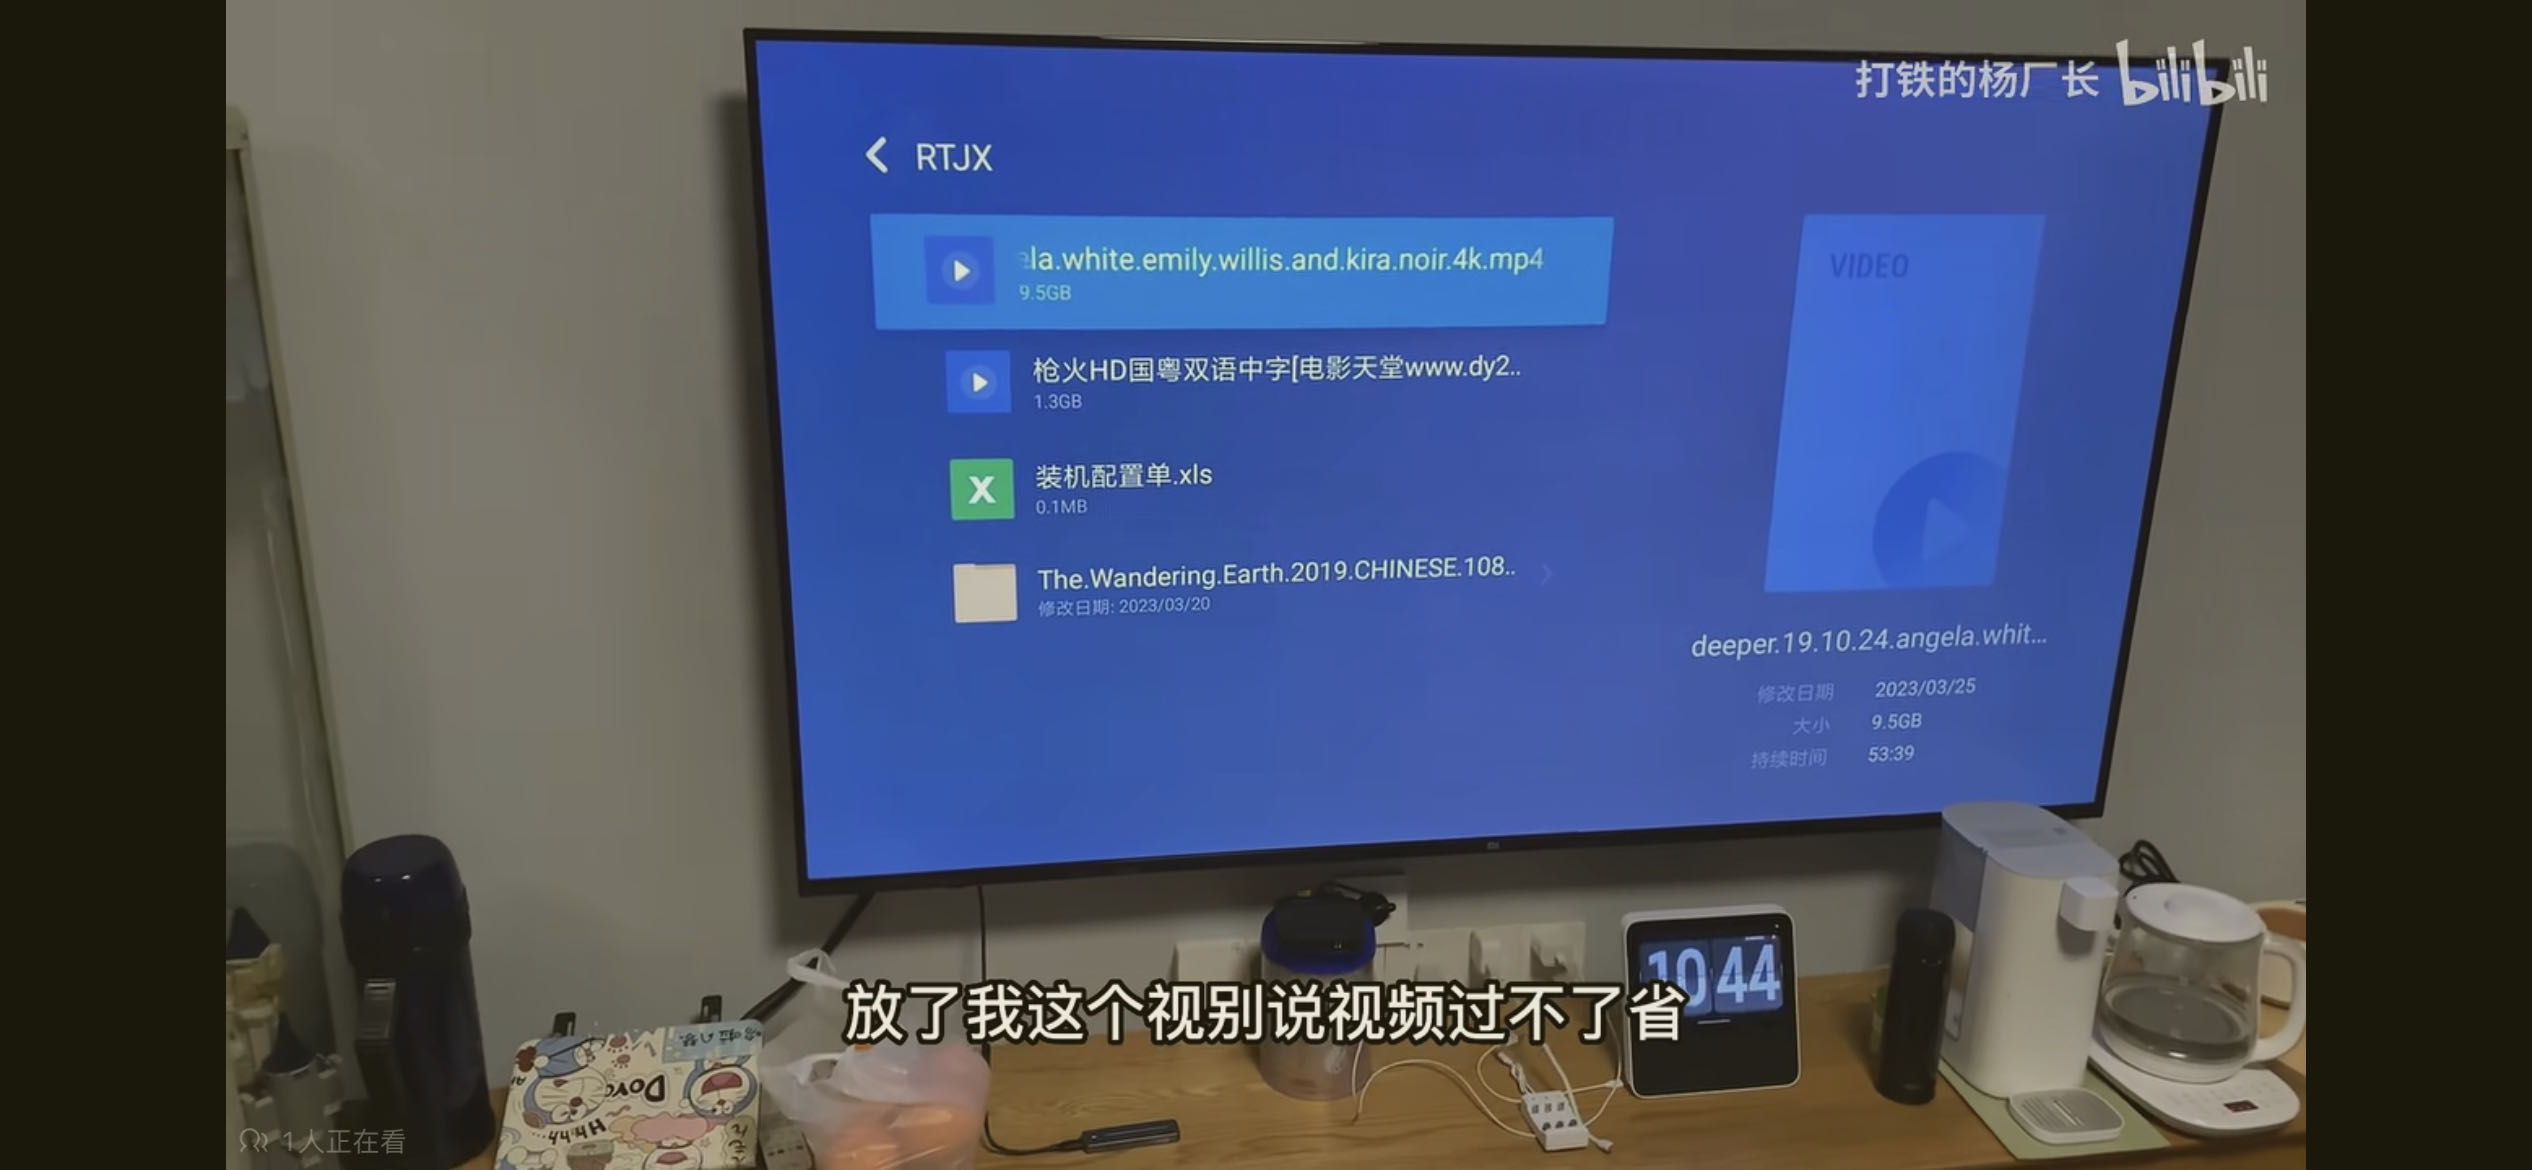 打铁的杨厂长 bilibili
RTJX
la.white.emily.willis.and.kira.noir.4k.mp4
9.5GB
VIDEO
枪火HD国粤双语中字[电影天堂www.dy2..
1.3GB
X 装机配置单.xls
0.1MB
The.Wandering.Earth.2019.CHINESE.108..
修改日期: 2023/03/20
deeper.19.10.24.angela.whit...
修改日期 2023/03/25
大小 9.5GB
持续时间 53:39
10 44
放了我这个视别说视频过不了省
1人正在看